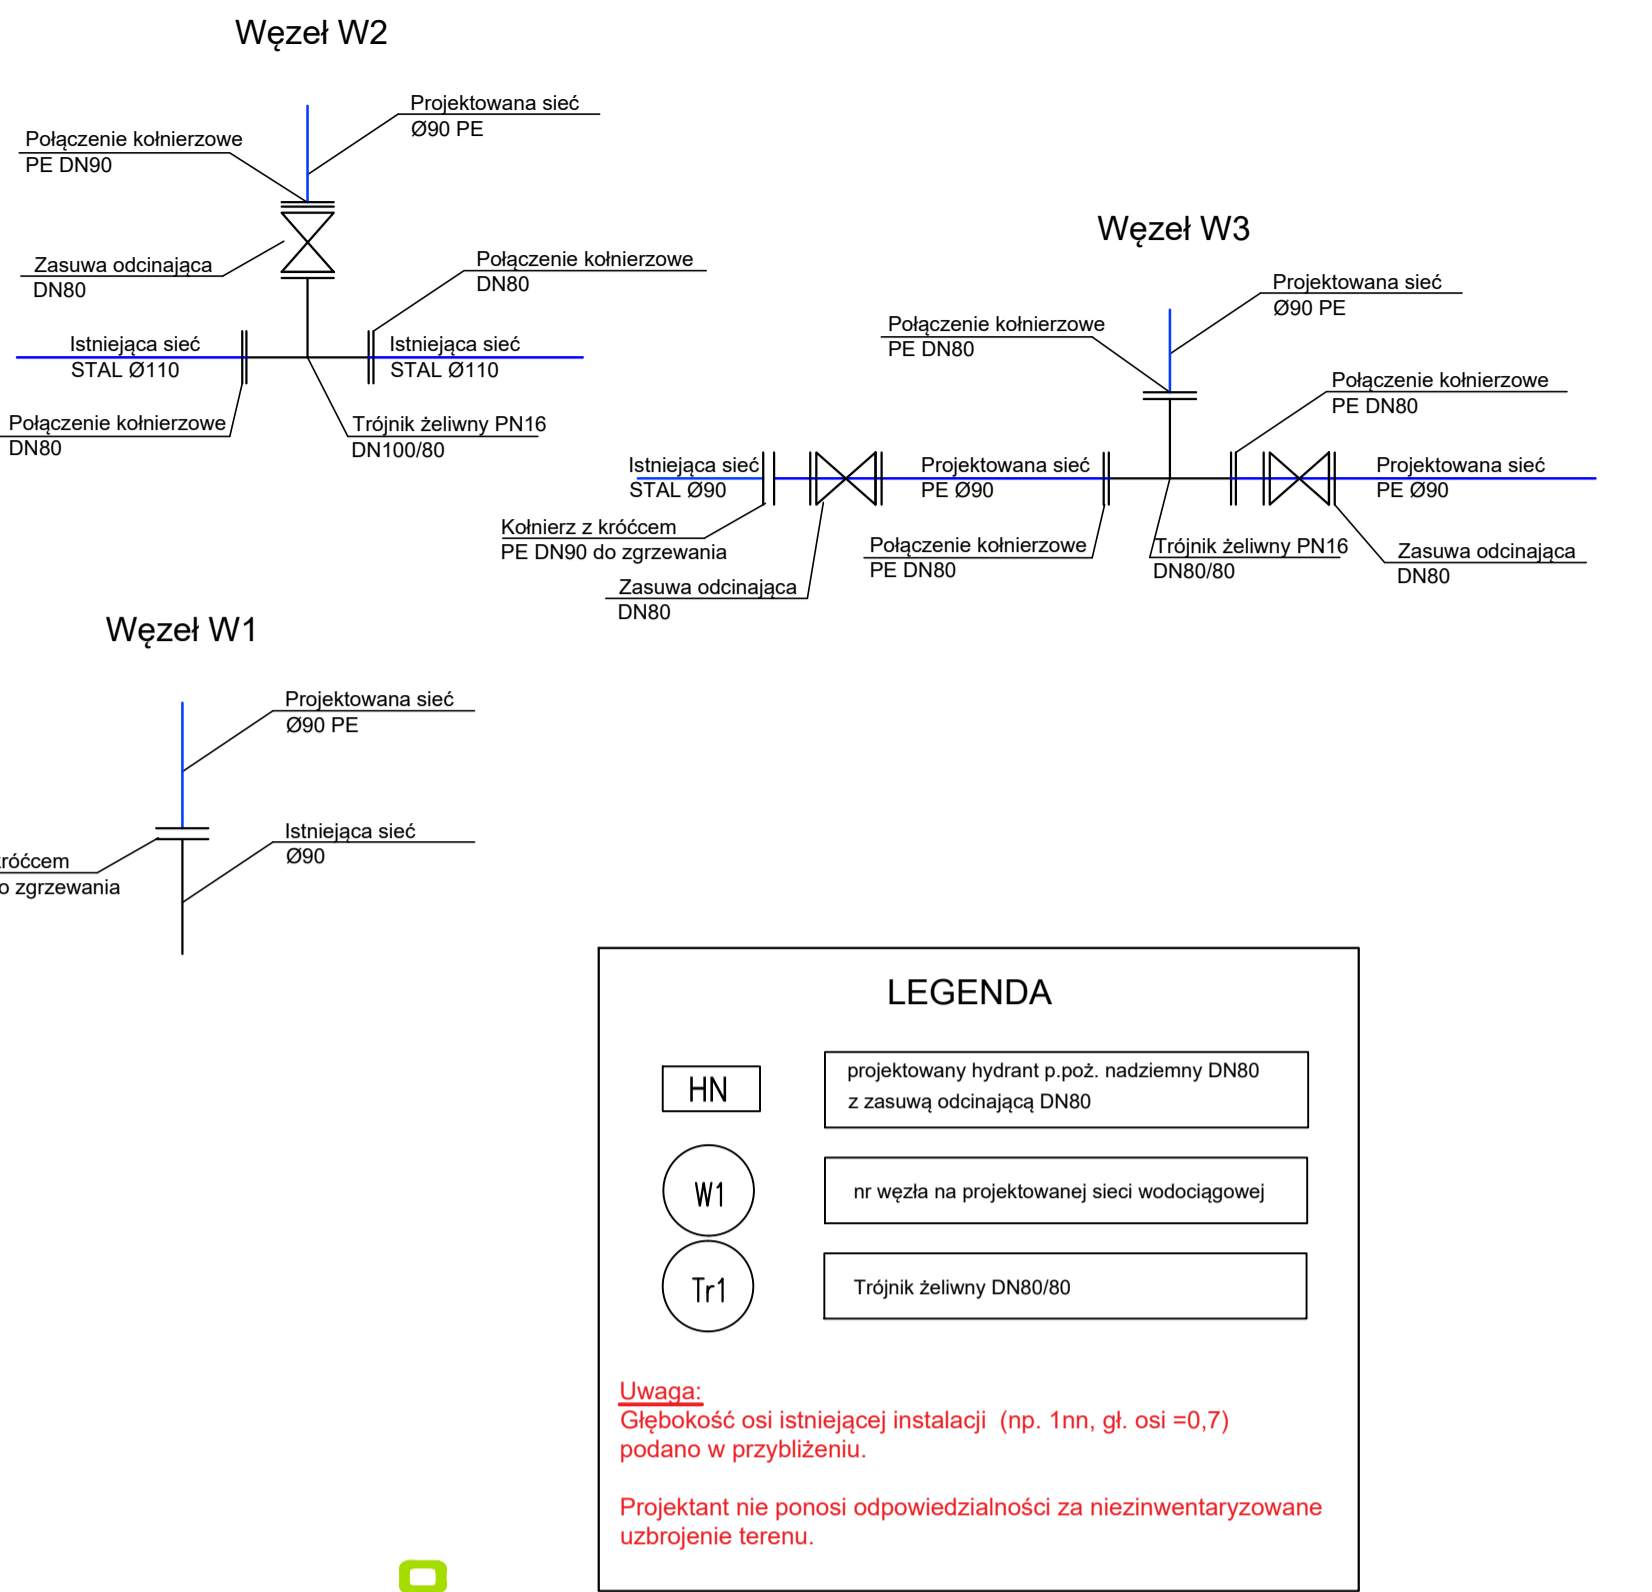 Węzeł W2
Projektowana sieć
Ø90 PE
Połączenie kołnierzowe
PE DN90
Zasuwa odcinająca
DN80
Połączenie kołnierzowe
DN80
Istniejąca sieć
STAL Ø110
Istniejąca sieć
STAL Ø110
Połączenie kołnierzowe
DN80
Trójnik żeliwny PN16
DN100/80
Węzeł W3
Projektowana sieć
Ø90 PE
Połączenie kołnierzowe
PE DN80
Połączenie kołnierzowe
PE DN80
Istniejąca sieć
STAL Ø90
Projektowana sieć
PE Ø90
Projektowana sieć
PE Ø90
Kołnierz z króćcem
PE DN90 do zgrzewania
Połączenie kołnierzowe
PE DN80
Trójnik żeliwny PN16
DN80/80
Zasuwa odcinająca
DN80
Zasuwa odcinająca
DN80
Węzeł W1
Projektowana sieć
Ø90 PE
Istniejąca sieć
Ø90
róćcem
o zgrzewania
LEGENDA
HN
projektowany hydrant p.poż. nadziemny DN80
z zasuwą odcinającą DN80
W1
nr węzła na projektowanej sieci wodociągowej
Tr1
Trójnik żeliwny DN80/80
Uwaga:
Głębokość osi istniejącej instalacji (np. 1nn, gł. osi =0,7)
podano w przybliżeniu.
Projektant nie ponosi odpowiedzialności za niezinwentaryzowane
uzbrojenie terenu.